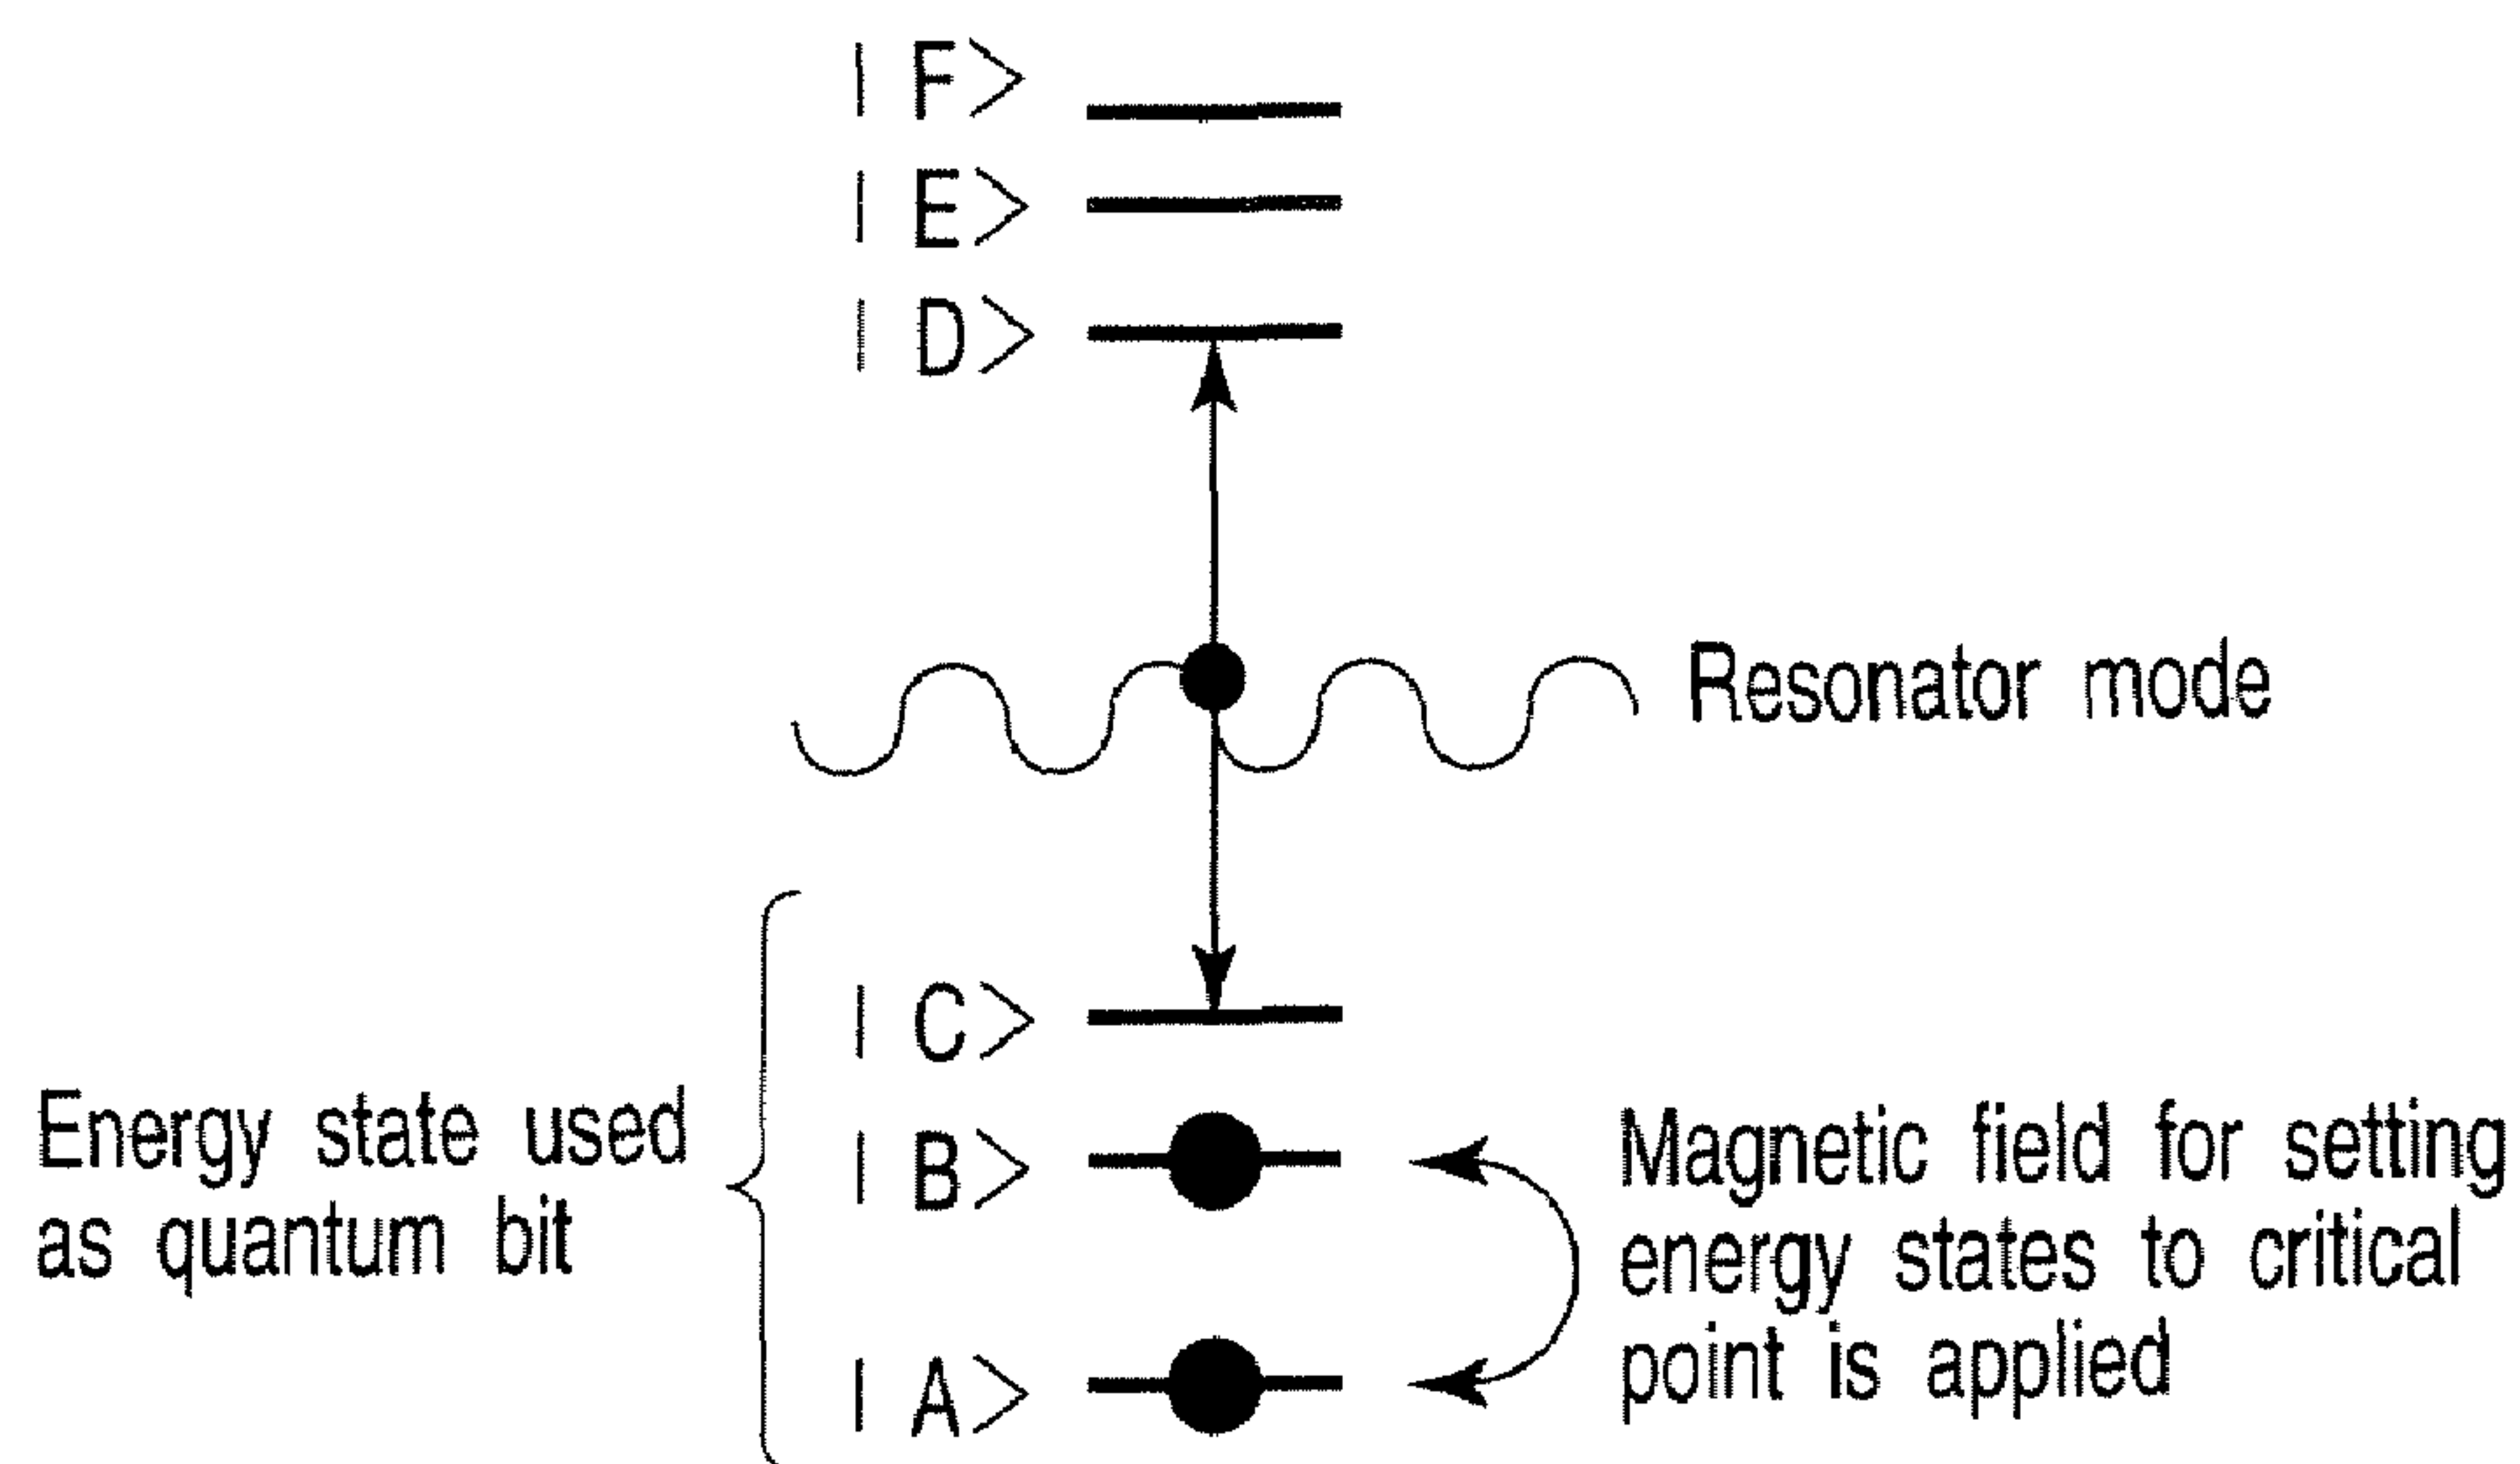 | F>
| E>
| D>
Resonator mode
| C>
Energy state used
as quantum bit
| B>
| A>
Magnetic field for setting
energy states to critical
point is applied